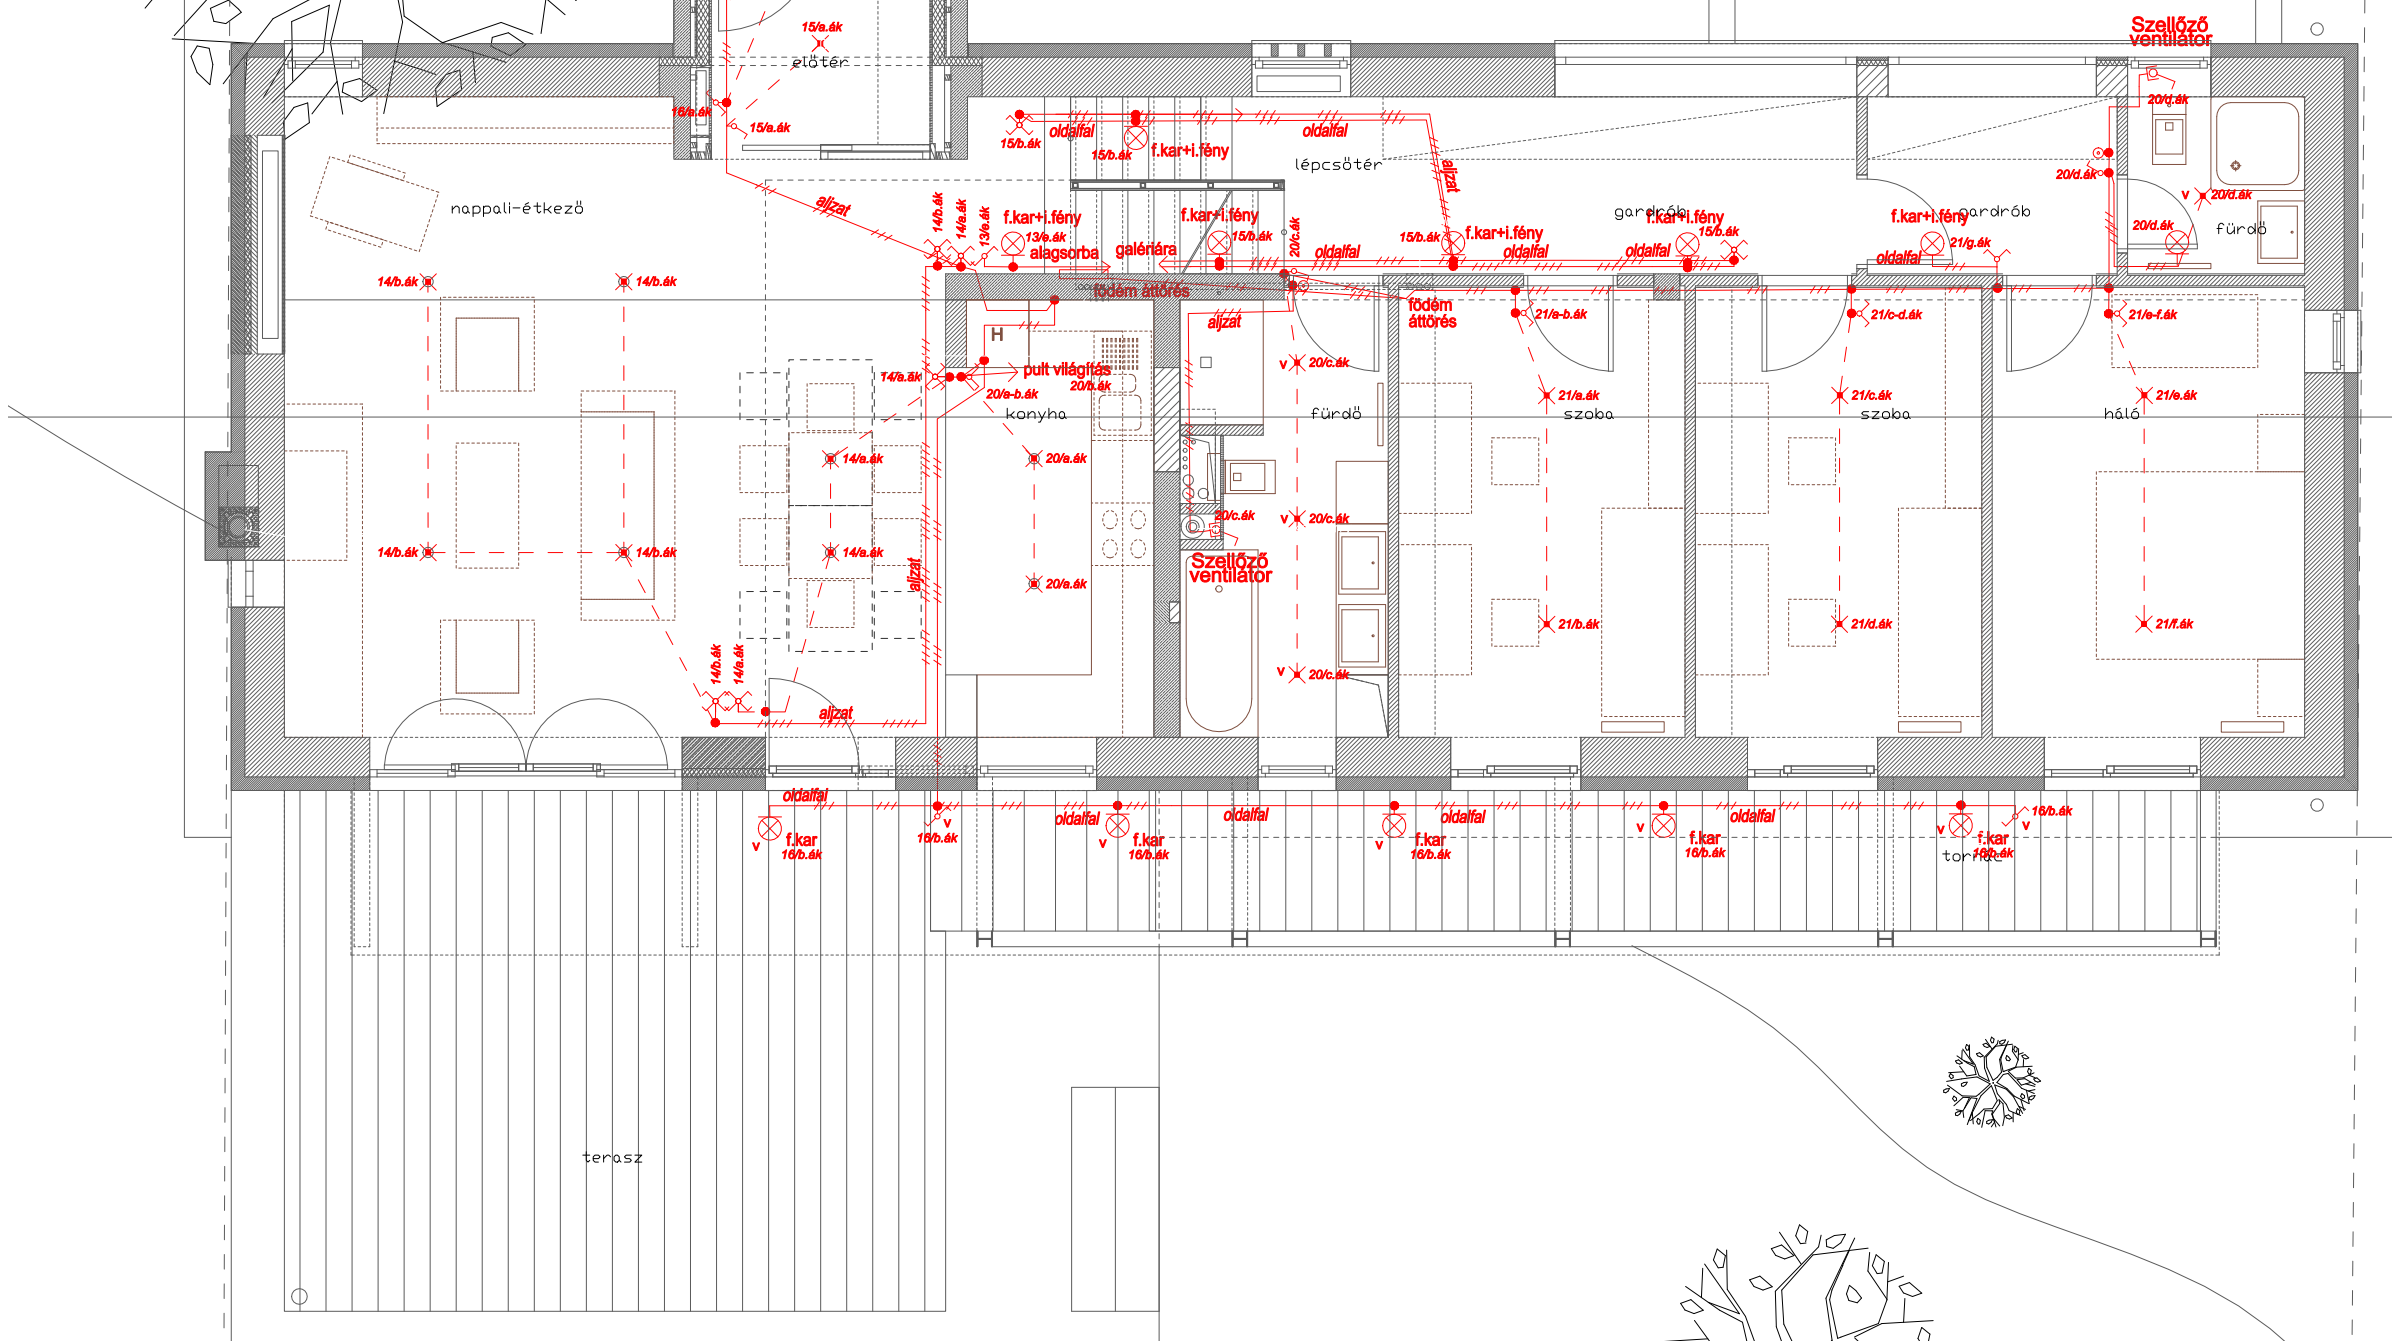 Szellőző
ventilátor
15/a.ák
előtér
16/a.ák
15/a.ák
15/b.ák
oldalfal
15/b.ák
f.kar+i.fény
oldalfal
lépcsőtér
aljzat
20/d.ák
20/d.ák
V
20/d.ák
20/d.ák
fürdő
nappali-étkező
aljzat
14/b.ák
14/a.ák
13/e.ák
f.kar+i.fény
13/e.ák
alagsorba
galériára
f.kar+i.fény
15/b.ák
20/c.ák
oldalfal
15/b.ák
f.kar+i.fény
oldalfal
gardrób
f.kar+i.fény
15/b.ák
oldalfal
gardrób
f.kar+i.fény
21/g.ák
oldalfal
14/b.ák
14/b.ák
födém áttörés
födém
áttörés
aljzat
21/a-b.ák
21/c-d.ák
21/e-f.ák
H
14/a.ák
pult világítás
20/b.ák
20/a-b.ák
V
20/c.ák
konyha
fürdő
21/a.ák
szoba
21/c.ák
szoba
21/e.ák
háló
14/a.ák
20/a.ák
20/c.ák
V
20/c.ák
14/b.ák
14/b.ák
14/a.ák
aljzat
20/a.ák
Szellőző
ventilátor
21/b.ák
21/d.ák
21/f.ák
14/b.ák
14/a.ák
V
20/c.ák
aljzat
oldalfal
V
f.kar
16/b.ák
V
16/b.ák
oldalfal
V
f.kar
16/b.ák
oldalfal
V
f.kar
16/b.ák
oldalfal
V
f.kar
16/b.ák
oldalfal
V
f.kar
16/b.ák
V
16/b.ák
tornác
terasz